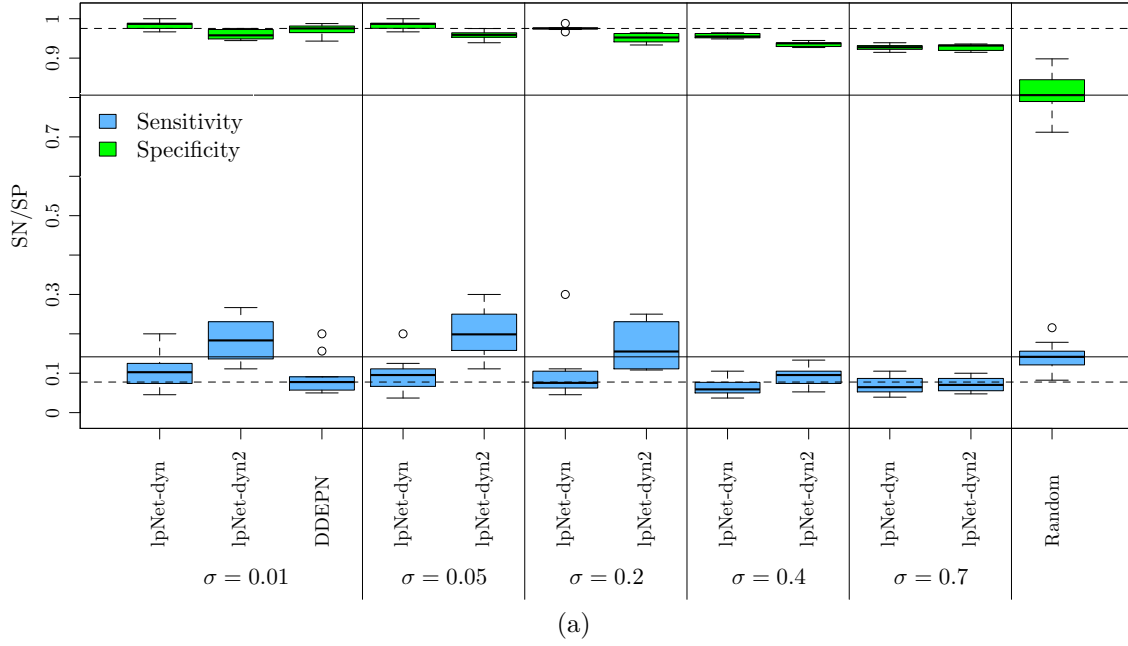 1
0.9
0.7
0.5
0.3
0.1
0
SN/SP
Sensitivity
Specificity
lpNet-dyn
lpNet-dyn2
DDEPN
lpNet-dyn
lpNet-dyn2
lpNet-dyn
lpNet-dyn2
lpNet-dyn
lpNet-dyn2
lpNet-dyn
lpNet-dyn2
Random
σ = 0.01
σ = 0.05
σ = 0.2
σ = 0.4
σ = 0.7
(a)